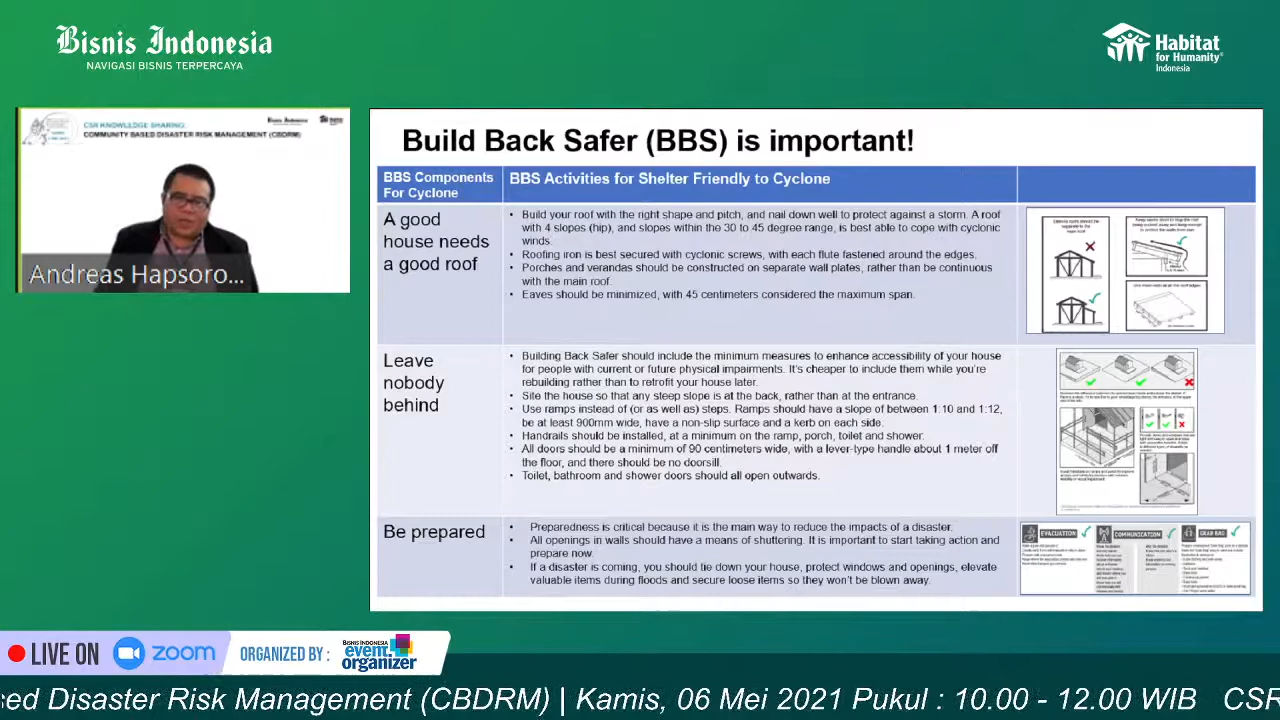 Bisnis Indonesia
NAVIGASI BISNIS TERPERCAYA
Habitat
for Humanity®
Indonesia
CSR KNOWLEDGE SHARING:
COMMUNITY BASED DISASTER RISK MANAGEMENT (CBDRM)
Andreas Hapsoro...
Build Back Safer (BBS) is important!
BBS Components
For Cyclone
BBS Activities for Shelter Friendly to Cyclone
A good
house needs
a good roof
• Build your roof with the right shape and pitch, and nail down well to protect against a storm. A roof
with 4 slopes (hip), and slopes within the 30 to 45 degree range, is best able to cope with cyclonic
winds.
• Roofing iron is best secured with cyclonic screws, with each flute fastened around the edges.
• Porches and verandas should be constructed on separate wall plates, rather than be continuous
with the main roof.
• Eaves should be minimized, with 45 centimeters considered the maximum span.
Leave
nobody
behind
• Building Back Safer should include the minimum measures to enhance accessibility of your house
for people with current or future physical impairments. It's cheaper to include them while you're
rebuilding rather than to retrofit your house later.
• Site the house so that any steep slope is at the back, rather than at the entrance.
• Use ramps instead of (or as well as) steps. Ramps should have a slope of between 1:10 and 1:12,
be at least 900mm wide, have a non-slip surface and a kerb on each side.
• Handrails should be installed, at a minimum on the ramp, porch, toilet and shower.
• All doors should be a minimum of 90 centimeters wide, with a lever-type handle about 1 meter off
the floor, and there should be no doorsill.
• Toilet, bathroom and shower doors should all open outwards.
Be prepared
• Preparedness is critical because it is the main way to reduce the impacts of a disaster.
• All openings in walls should have a means of shuttering. It is important to start take action and
prepare now.
• If a disaster is coming, you should tie down your house, protect windows and doors, elevate
valuable items during floods and secure loose items so they won't be blown away.
EVACUATION
COMMUNICATION
GEAR BAG
LIVE ON
zoom
ORGANIZED BY :
BISNIS INDONESIA
event
organizer
sed Disaster Risk Management (CBDRM) | Kamis, 06 Mei 2021 Pukul : 10.00 - 12.00 WIB CSR